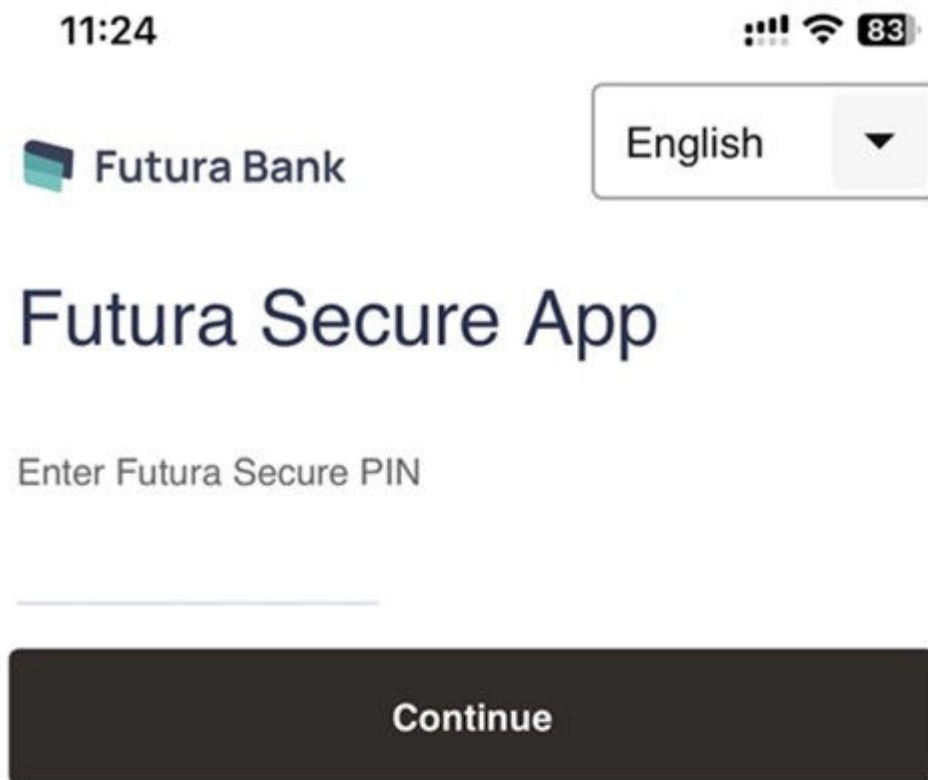 11:24
83
Futura Bank
English
Futura Secure App
Enter Futura Secure PIN
Continue